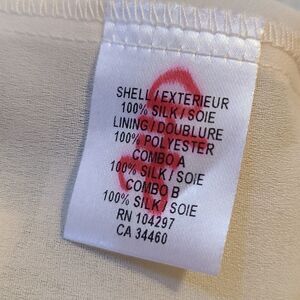 SHELL / EXTERIEUR
100% SILK / SOIE
LINING / DOUBLURE
100% POLYESTER
COMBO A
100% SILK / SOIE
COMBO B
100% SILK / SOIE
RN 104297
CA 34460